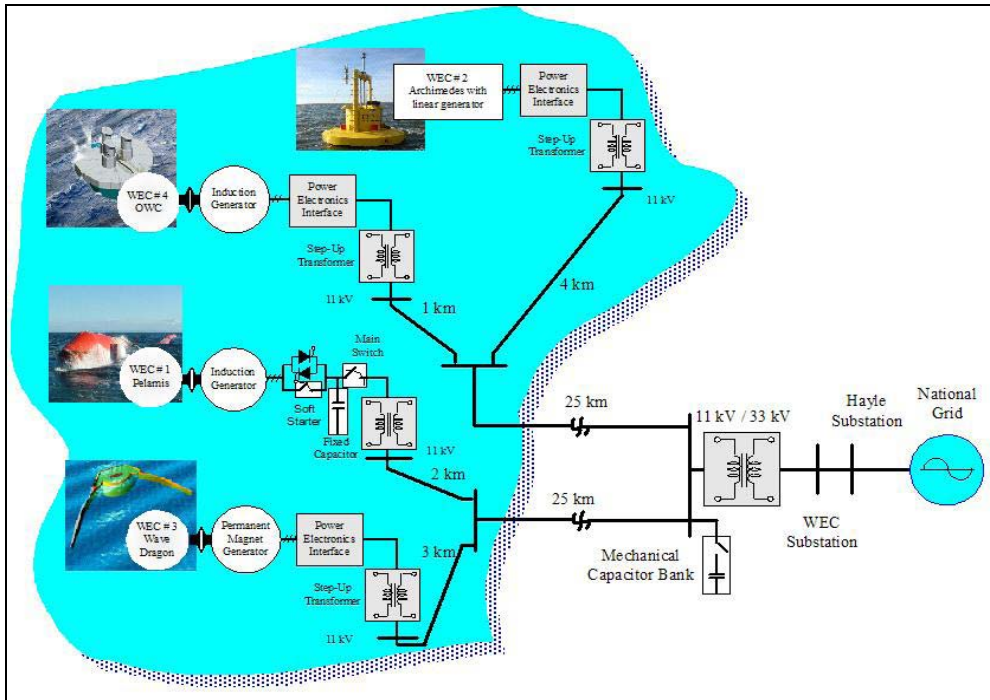 WEC # 2
Archimedes with
linear generator
Power
Electronics
Interface
Step-Up
Transformer
11 kV
WEC # 4
OWC
Induction
Generator
Power
Electronics
Interface
Step-Up
Transformer
11 kV
1 km
4 km
WEC # 1
Pelamis
Induction
Generator
Soft
Starter
Main
Switch
Fixed
Capacitor
11 kV
2 km
WEC # 3
Wave
Dragon
Permanent
Magnet
Generator
Power
Electronics
Interface
Step-Up
Transformer
11 kV
3 km
25 km
25 km
11 kV / 33 kV
Mechanical
Capacitor Bank
WEC
Substation
Hayle
Substation
National
Grid